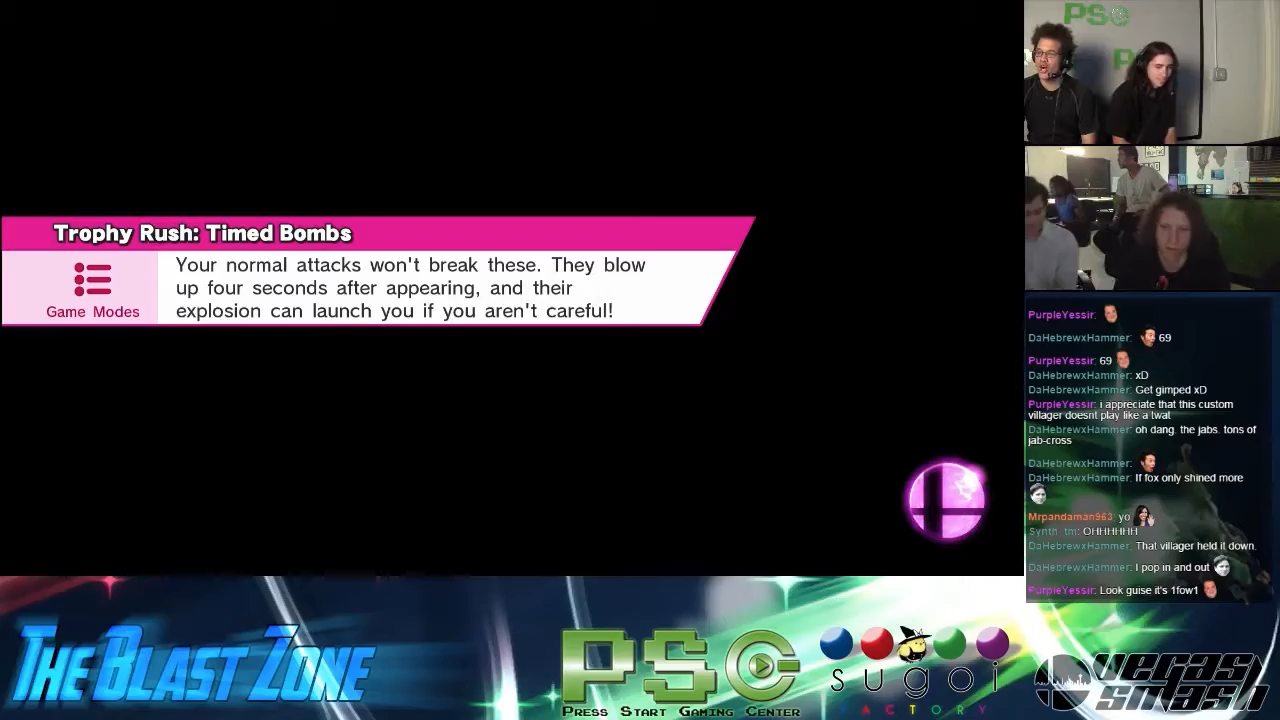 PSG
P
Trophy Rush: Timed Bombs
Game Modes
Your normal attacks won't break these. They blow
up four seconds after appearing, and their
explosion can launch you if you aren't careful!
PurpleYessir:
DaHebrewxHammer: 69
PurpleYessir: 69
DaHebrewxHammer: xD
DaHebrewxHammer: Get gimped xD
PurpleYessir: i appreciate that this custom
villager doesnt play like a twat
DaHebrewxHammer: oh dang. the jabs. tons of
jab-cross
DaHebrewxHammer:
DaHebrewxHammer: If fox only shined more
Mrpandaman963: yo
Synth_tm: OHHHHHH
DaHebrewxHammer: That villager held it down.
DaHebrewxHammer: I pop in and out
PurpleYessir: Look guise it's 1fow1
THE BLAST ZONE
PSG
PRESS START GAMING CENTER
sugoi
FACTORY
VEGAS
SMASH